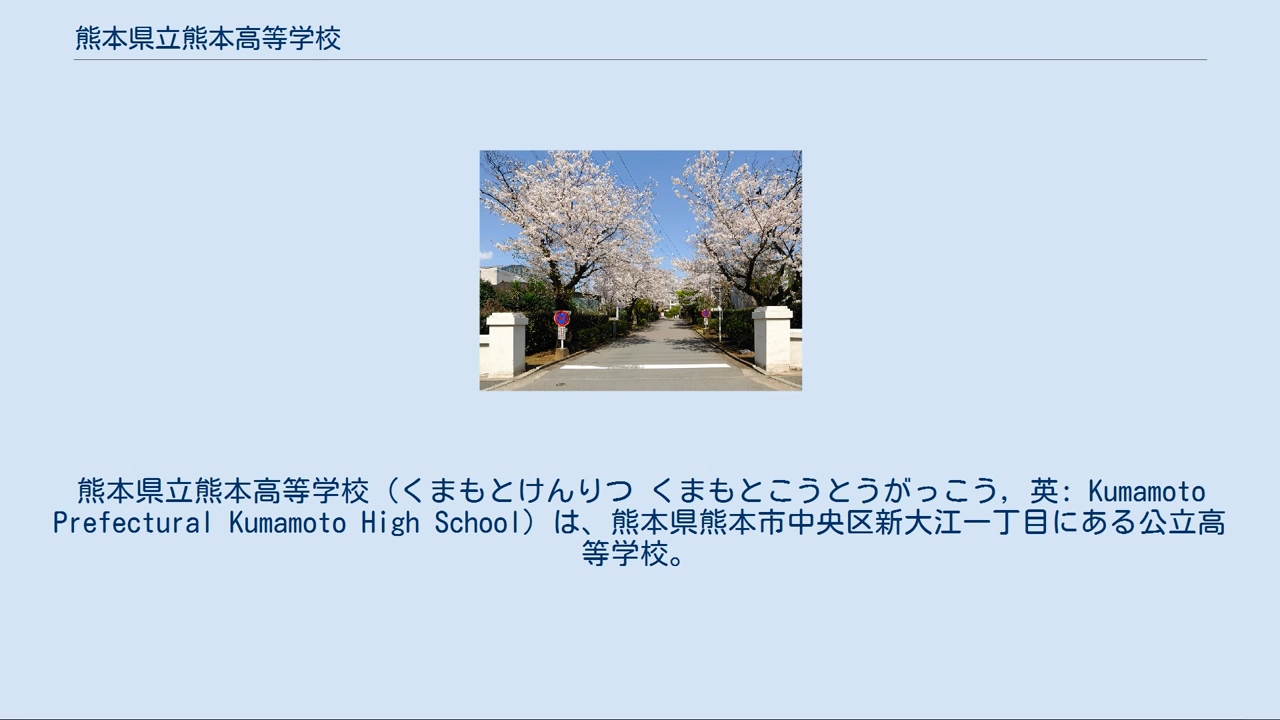 熊本県立熊本高等学校
熊本県立熊本高等学校（くまもとけんりつ くまもとこうとうがっこう, 英: Kumamoto
Prefectural Kumamoto High School）は、熊本県熊本市中央区新大江一丁目にある公立高
等学校。